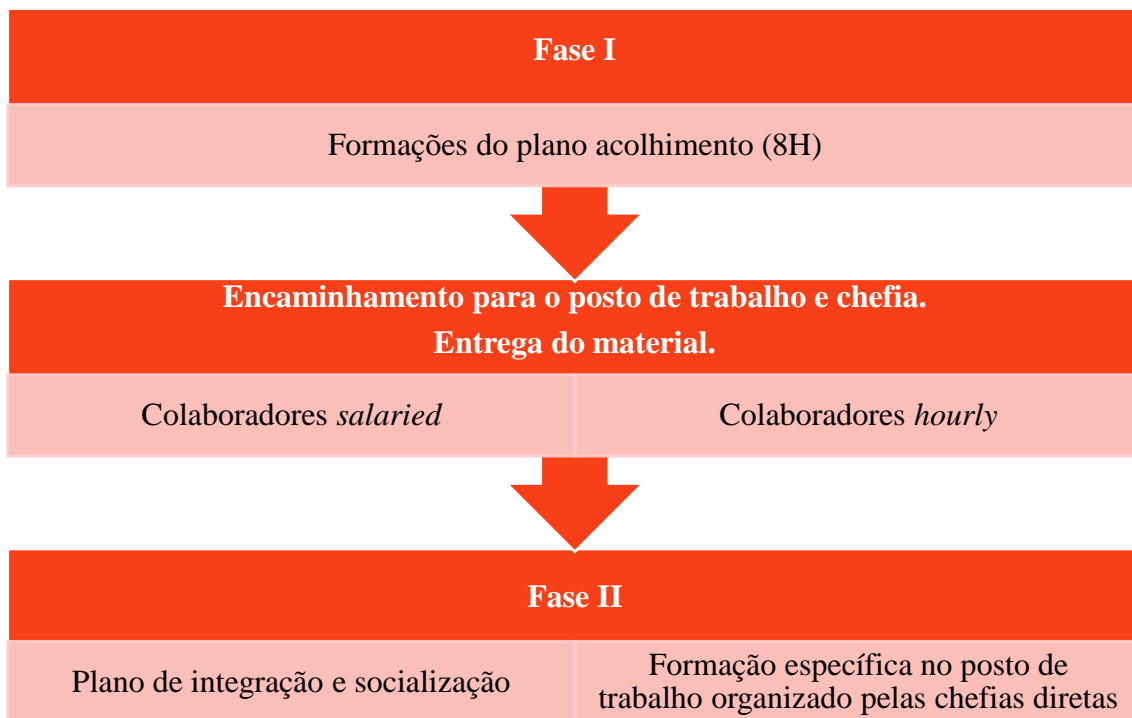 Fase I
Formações do plano acolhimento (8H)
Encaminhamento para o posto de trabalho e chefia.
Entrega do material.
Colaboradores salaried
Colaboradores hourly
Fase II
Plano de integração e socialização
Formação específica no posto de
trabalho organizado pelas chefias diretas